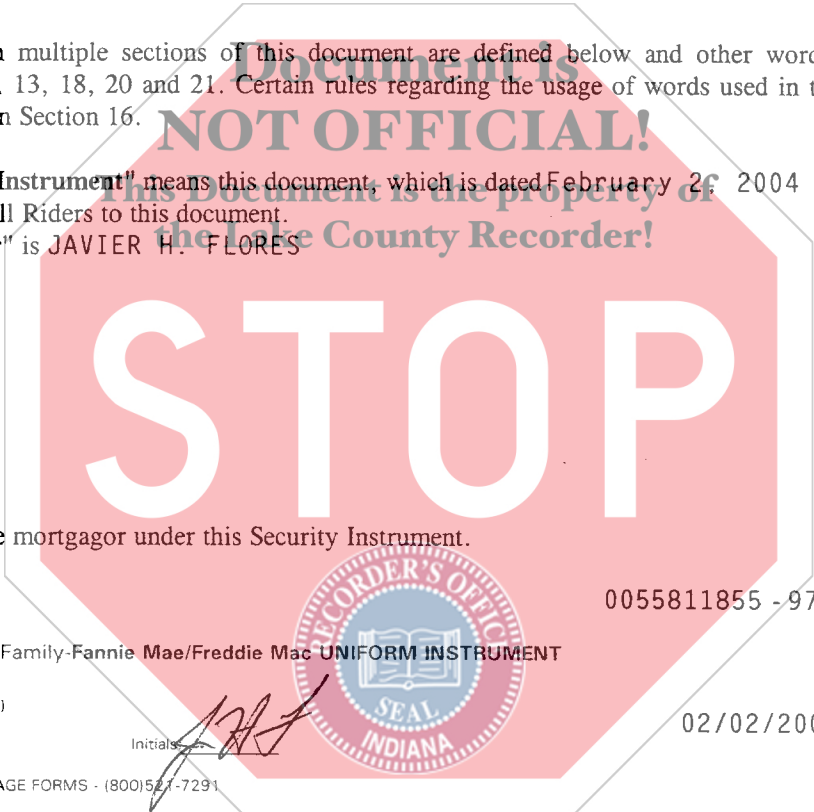 multiple sections of this document are defined below and other word
Document is
13, 18, 20 and 21. Certain rules regarding the usage of words used in t
n Section 16.
NOT OFFICIAL!
Instrument" means this document, which is dated February 2, 2004
This Document is the property of
ll Riders to this document.
" is JAVIER H. FLORES
the Lake County Recorder!
STOP
e mortgagor under this Security Instrument.
RECORDER'S OFFICE
0055811855 - 97
Family-Fannie Mae/Freddie Mac UNIFORM INSTRUMENT
SEAL
INDIANA
02/02/200
Initials:
AGE FORMS - (800)521-7291